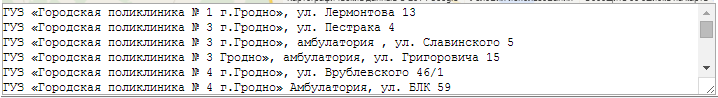 ГУЗ «Городская поликлиника № 1 г.Гродно», ул. Лермонтова 13
ГУЗ «Городская поликлиника № 3 г.Гродно», ул. Пестрака 4
ГУЗ «Городская поликлиника № 3 г.Гродно», амбулатория , ул. Славинского 5
ГУЗ «Городская поликлиника № 3 Гродно», амбулатория, ул. Григоровича 15
ГУЗ «Городская поликлиника № 4 г.Гродно», ул. Врублевского 46/1
ГУЗ «Городская поликлиника № 4 г.Гродно» Амбулатория, ул. ВЛК 59